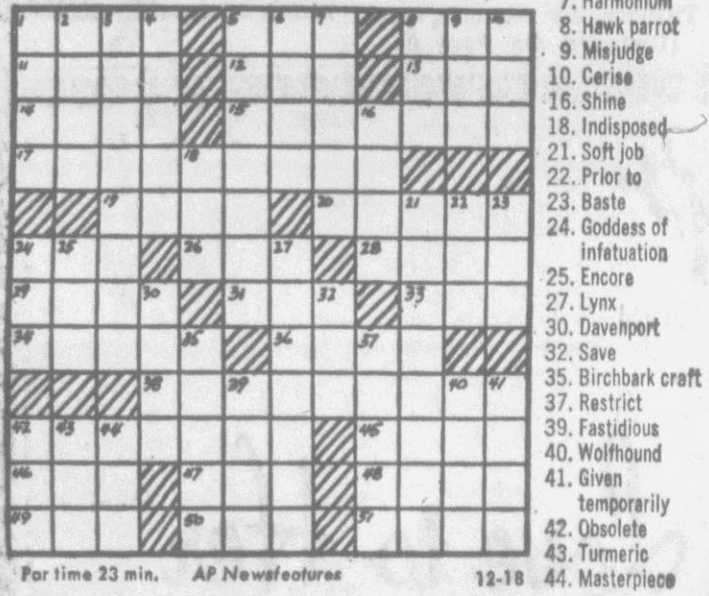 1 2 3 4 5 6 7 8 9 10
11 12 13
14 15 16
17 18
19 20 21 22 23
24 25 26 27 28
29 30 31 32 33
34 35 36 37
38 39 40 41
42 43 44 45
46 47 48
49 50 51
Par time 23 min. AP Newsfeatures 12-18
7. Harmonium
8. Hawk parrot
9. Misjudge
10. Cerise
16. Shine
18. Indisposed
21. Soft job
22. Prior to
23. Baste
24. Goddess of
infatuation
25. Encore
27. Lynx
30. Davenport
32. Save
35. Birchbark craft
37. Restrict
39. Fastidious
40. Wolfhound
41. Given
temporarily
42. Obsolete
43. Turmeric
44. Masterpiece